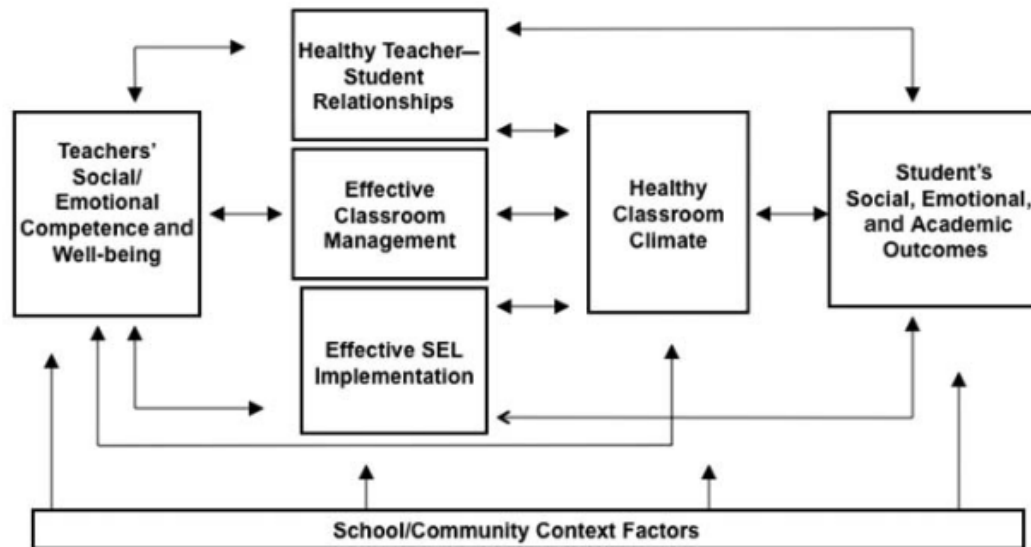 Healthy Teacher—
Student
Relationships
Teachers'
Social/
Emotional
Competence and
Well-being
Effective
Classroom
Management
Healthy
Classroom
Climate
Student's
Social, Emotional,
and Academic
Outcomes
Effective SEL
Implementation
School/Community Context Factors